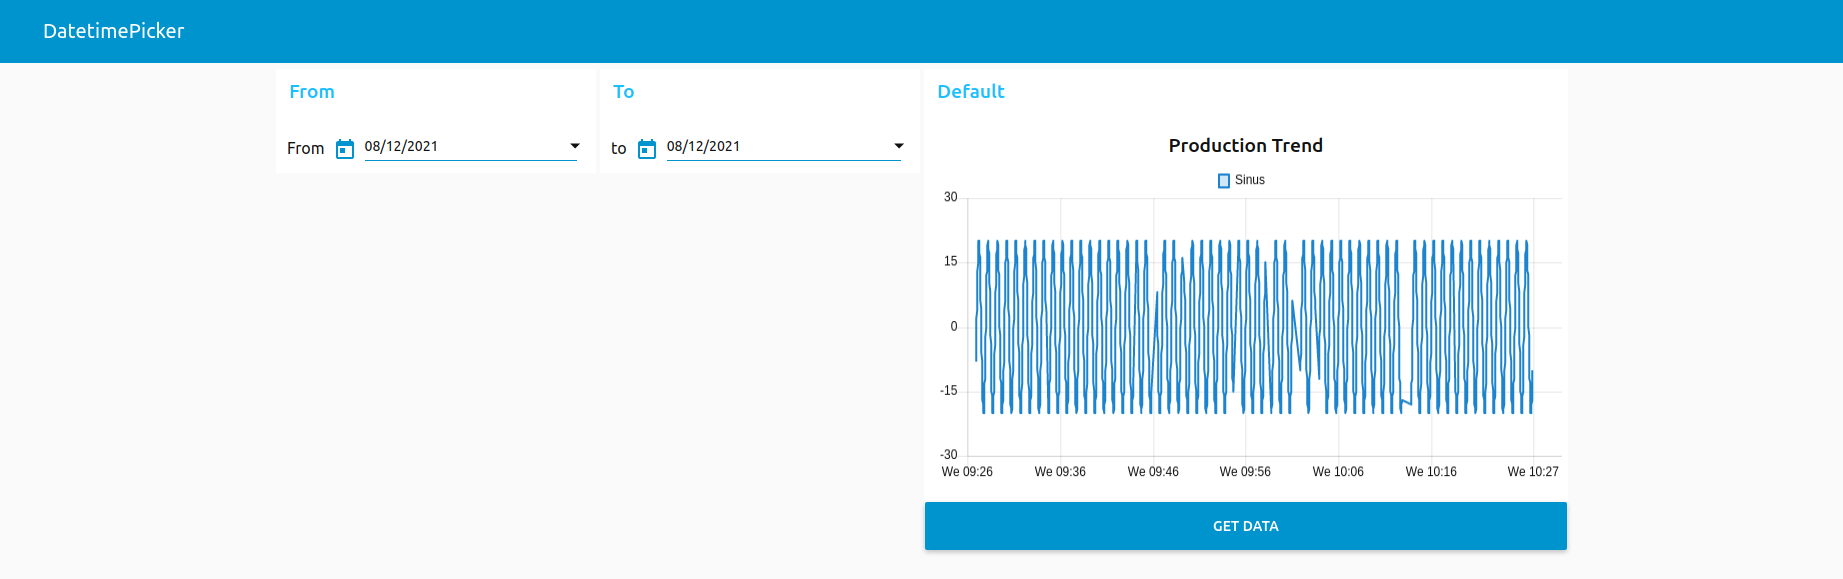 DatetimePicker
From
From 08/12/2021
To
to 08/12/2021
Default
Production Trend
Sinus
30
15
0
-15
-30
We 09:26 We 09:36 We 09:46 We 09:56 We 10:06 We 10:16 We 10:27
GET DATA